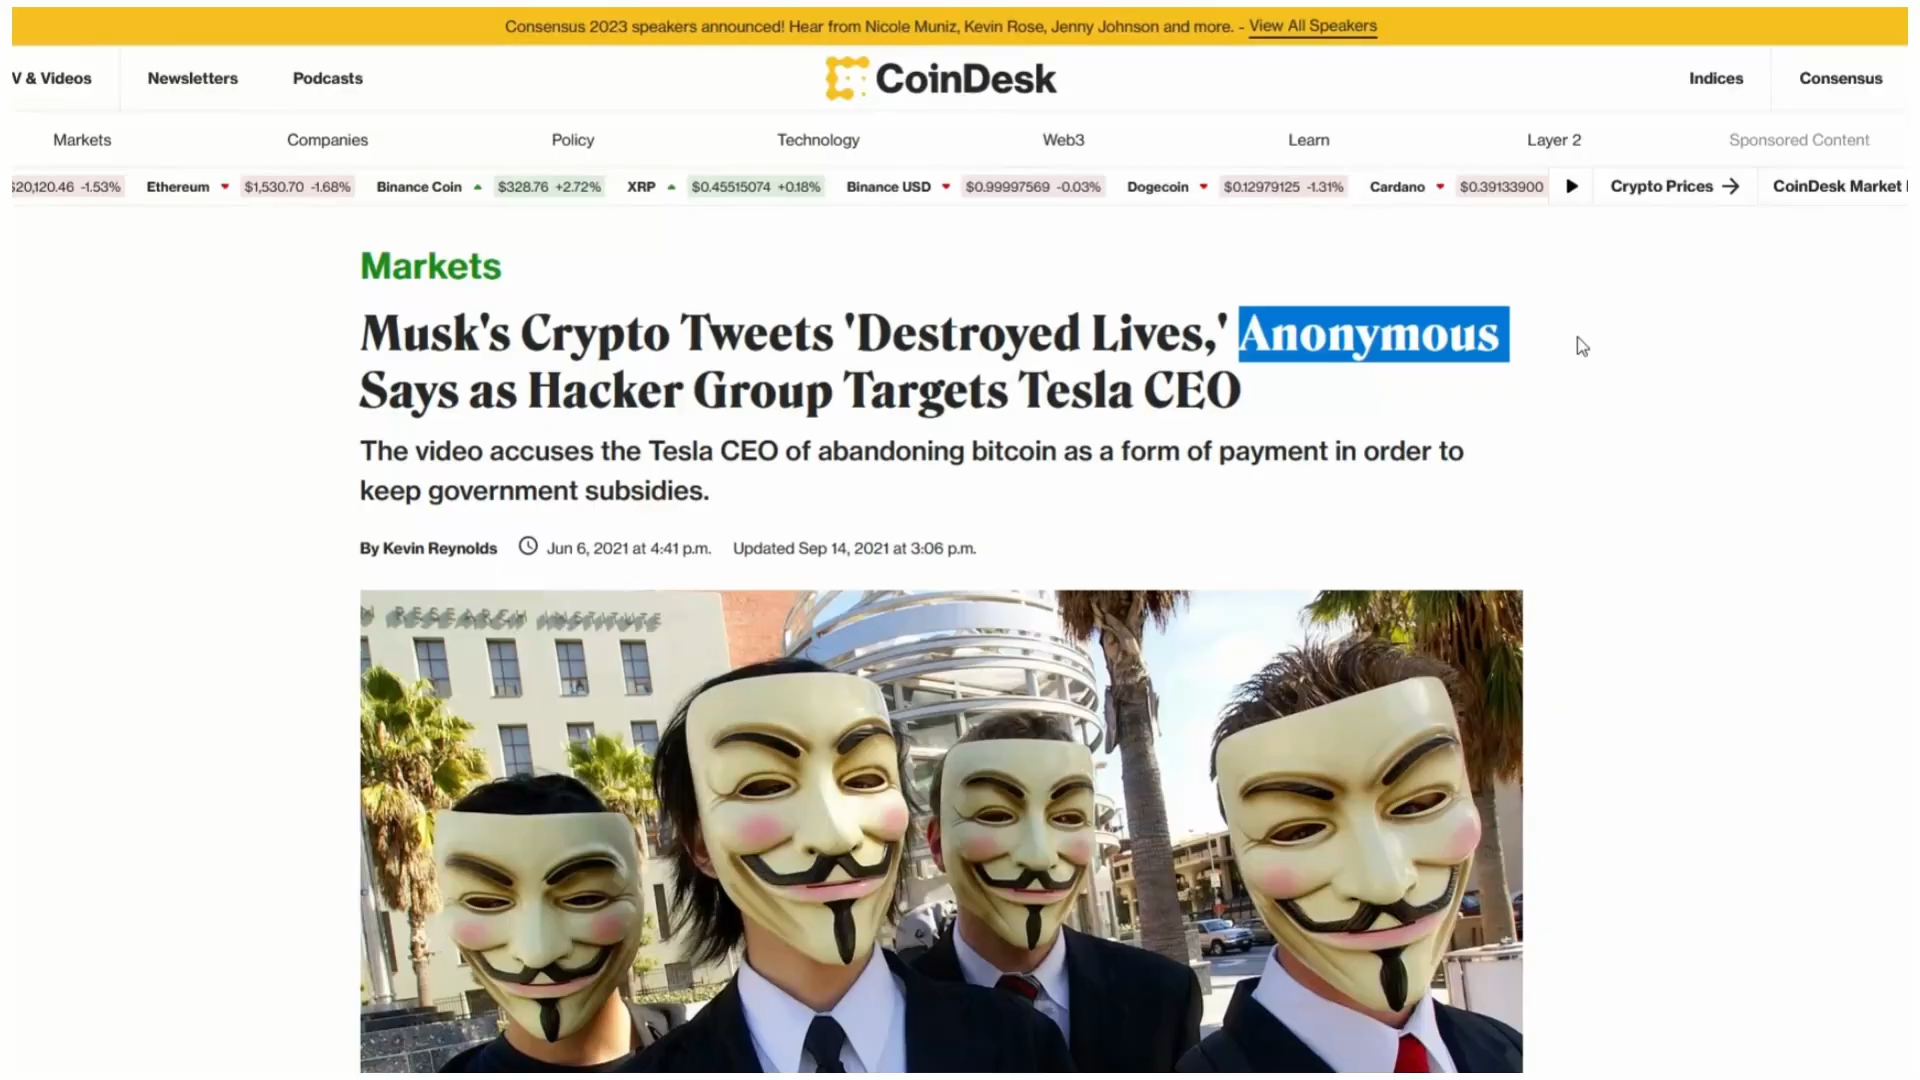 Consensus 2023 speakers announced! Hear from Nicole Muniz, Kevin Rose, Jenny Johnson and more. - View All Speakers
V & Videos Newsletters Podcasts CoinDesk Indices Consensus
Markets Companies Policy Technology Web3 Learn Layer 2 Sponsored Content
$20,120.46 -1.53% Ethereum $1,530.70 -1.68% Binance Coin $328.76 +2.72% XRP $0.45515074 +0.18% Binance USD $0.99997569 -0.03% Dogecoin $0.12979125 -1.31% Cardano $0.39133900 Crypto Prices → CoinDesk Market
Markets
Musk's Crypto Tweets 'Destroyed Lives,' Anonymous
Says as Hacker Group Targets Tesla CEO
The video accuses the Tesla CEO of abandoning bitcoin as a form of payment in order to
keep government subsidies.
By Kevin Reynolds Jun 6, 2021 at 4:41 p.m. Updated Sep 14, 2021 at 3:06 p.m.
RESEARCH INSTITUTE